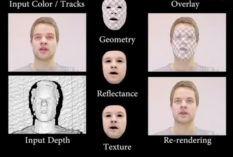 Input Color / Tracks
Overlay
Geometry
Reflectance
Input Depth
Re-rendering
Texture